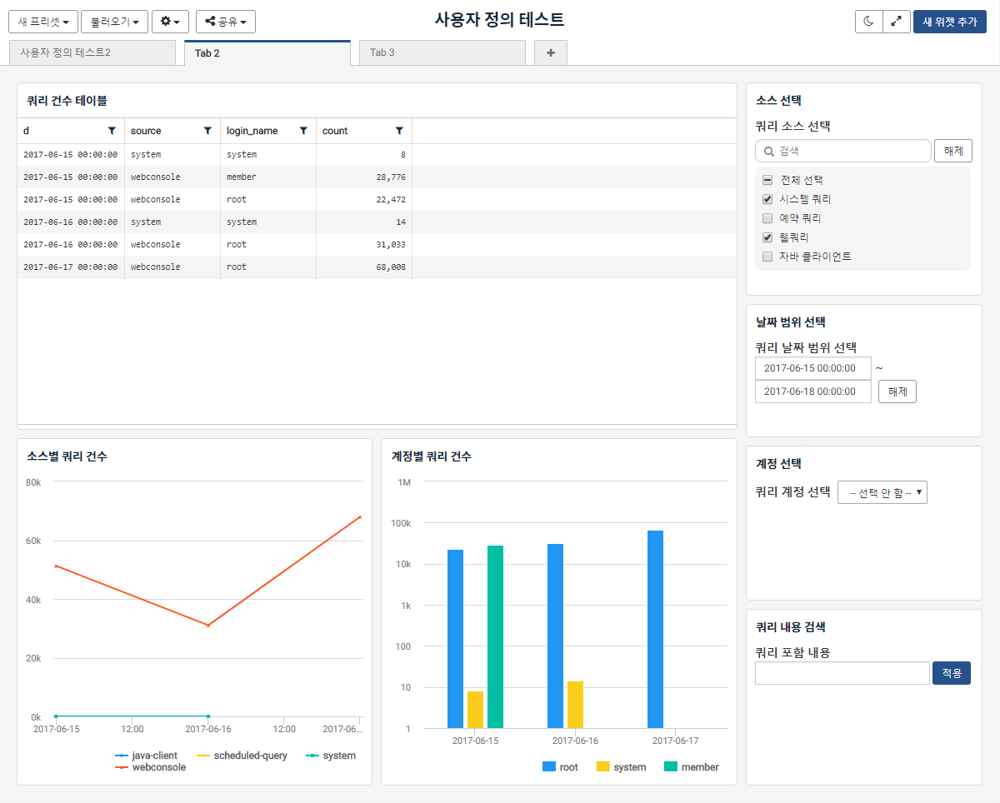 새 프리셋
불러오기
공유
사용자 정의 테스트
새 위젯 추가
사용자 정의 테스트2
Tab 2
Tab 3
+
쿼리 건수 테이블
d source login_name count
2017-06-15 00:00:00 system system 8
2017-06-15 00:00:00 webconsole member 28,776
2017-06-15 00:00:00 webconsole root 22,472
2017-06-16 00:00:00 system system 14
2017-06-16 00:00:00 webconsole root 31,033
2017-06-17 00:00:00 webconsole root 68,008
소스 선택
쿼리 소스 선택
검색
해제
전체 선택
시스템 쿼리
예약 쿼리
웹쿼리
자바 클라이언트
날짜 범위 선택
쿼리 날짜 범위 선택
2017-06-15 00:00:00 ~
2017-06-18 00:00:00
해제
소스별 쿼리 건수
80k
60k
40k
20k
0k
2017-06-15 12:00 2017-06-16 12:00 2017-06...
java-client scheduled-query system
webconsole
계정별 쿼리 건수
1M
100k
10k
1k
100
10
1
2017-06-15 2017-06-16 2017-06-17
root system member
계정 선택
쿼리 계정 선택
-- 선택 안 함 --
쿼리 내용 검색
쿼리 포함 내용
적용